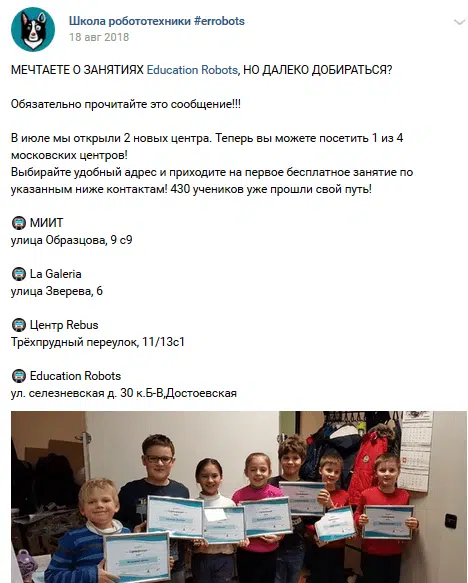 Школа робототехники #errobots
18 авг 2018
МЕЧТАЕТЕ О ЗАНЯТИЯХ Education Robots, НО ДАЛЕКО ДОБИРАТЬСЯ?
Обязательно прочитайте это сообщение!!!
В июле мы открыли 2 новых центра. Теперь вы можете посетить 1 из 4
московских центров!
Выбирайте удобный адрес и приходите на первое бесплатное занятие по
указанным ниже контактам! 430 учеников уже прошли свой путь!
МИИТ
улица Образцова, 9 с9
La Galeria
улица Зверева, 6
Центр Rebus
Трёхпрудный переулок, 11/13с1
Education Robots
ул. селезневская д. 30 к.Б-В,Достоевская